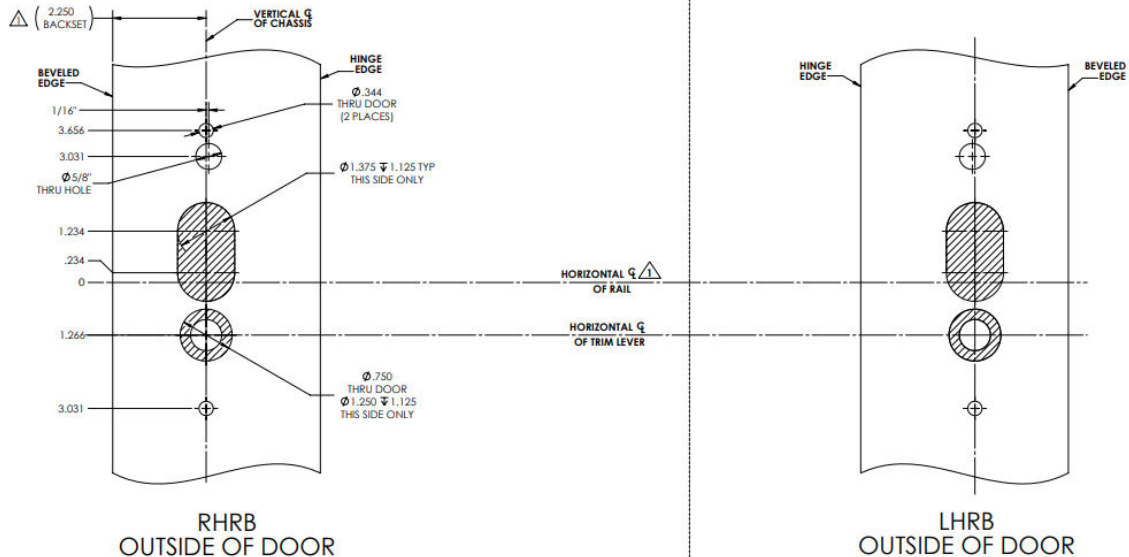 1 ( 2.250
BACKSET )
VERTICAL ℄
OF CHASSIS
BEVELED
EDGE
HINGE
EDGE
1/16"
3.656
3.031
Ø5/8"
THRU HOLE
1.234
.234
0
1.266
3.031
Ø.344
THRU DOOR
(2 PLACES)
Ø1.375 ↧1.125 TYP
THIS SIDE ONLY
Ø.750
THRU DOOR
Ø1.250 ↧1.125
THIS SIDE ONLY
HORIZONTAL ℄ 1
OF RAIL
HORIZONTAL ℄
OF TRIM LEVER
RHRB
OUTSIDE OF DOOR
HINGE
EDGE
BEVELED
EDGE
LHRB
OUTSIDE OF DOOR